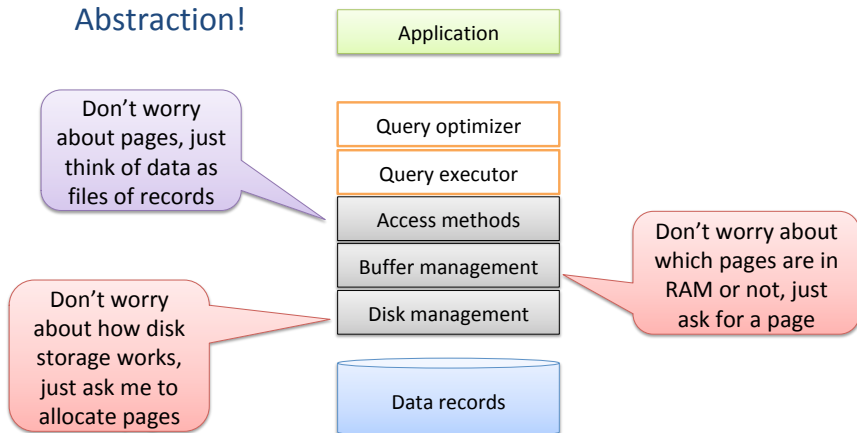 Abstraction!
Application
Don't worry
about pages, just
think of data as
files of records
Query optimizer
Query executor
Access methods
Buffer management
Disk management
Don't worry about
which pages are in
RAM or not, just
ask for a page
Don't worry
about how disk
storage works,
just ask me to
allocate pages
Data records